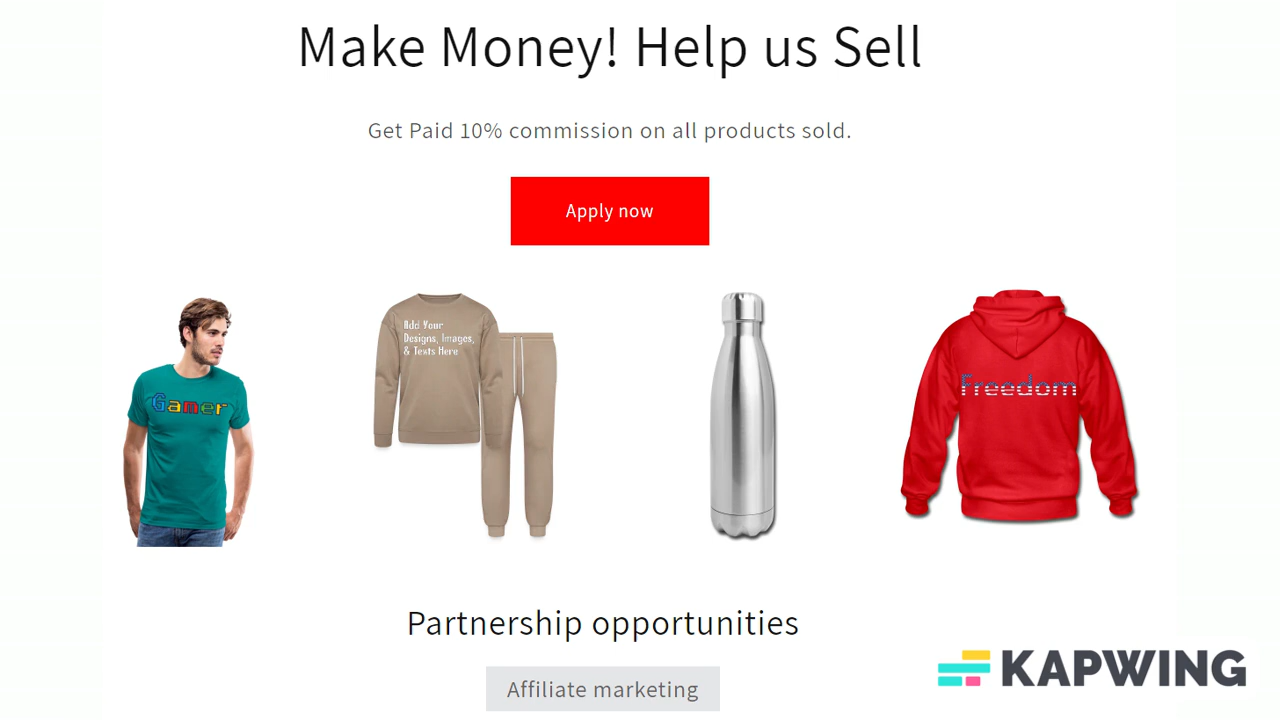 Make Money! Help us Sell
Get Paid 10% commission on all products sold.
Apply now
Gamer
Add Your
Designs, Images,
& Texts Here
Freedom
Partnership opportunities
Affiliate marketing
KAPWING